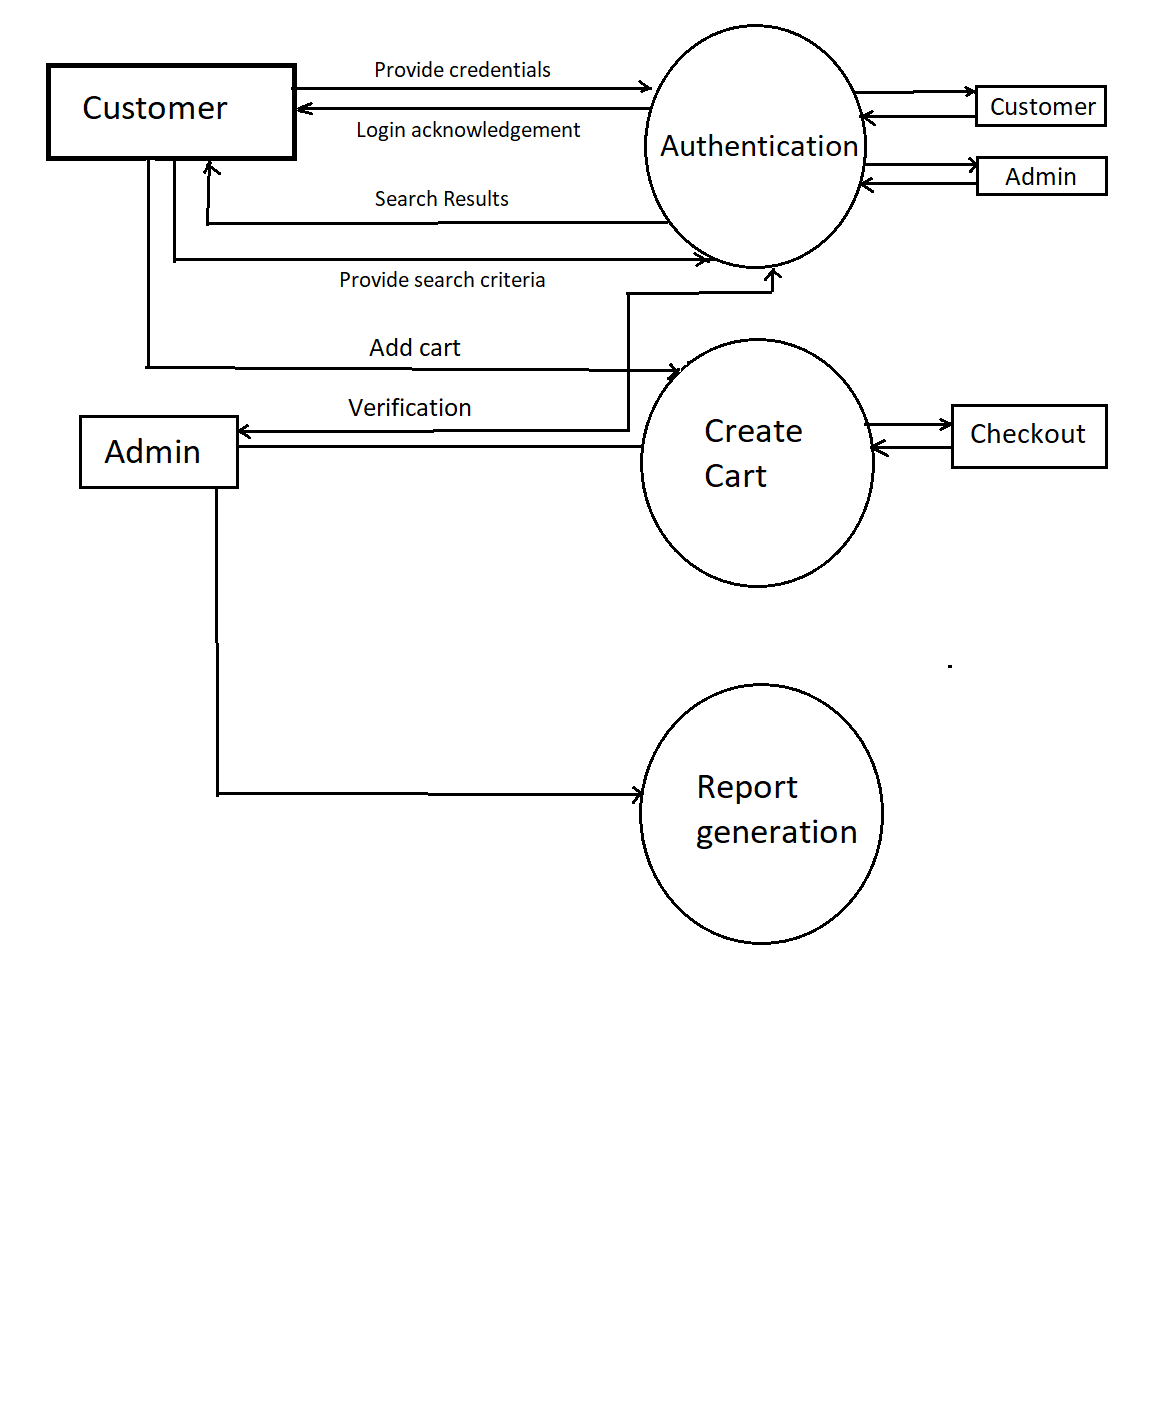 Customer
Provide credentials
Login acknowledgement
Search Results
Provide search criteria
Authentication
Customer
Admin
Add cart
Verification
Admin
Create
Cart
Checkout
Report
generation